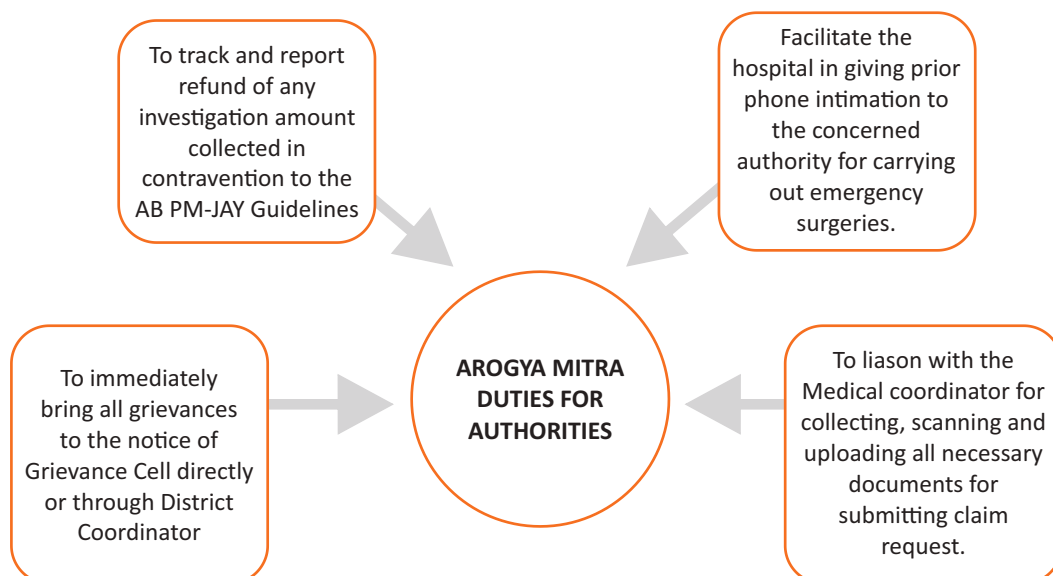 To track and report
refund of any
investigation amount
collected in
contravention to the
AB PM-JAY Guidelines
Facilitate the
hospital in giving prior
phone intimation to
the concerned
authority for carrying
out emergency
surgeries.
AROGYA MITRA
DUTIES FOR
AUTHORITIES
To immediately
bring all grievances
to the notice of
Grievance Cell directly
or through District
Coordinator
To liason with the
Medical coordinator for
collecting, scanning and
uploading all necessary
documents for
submitting claim
request.